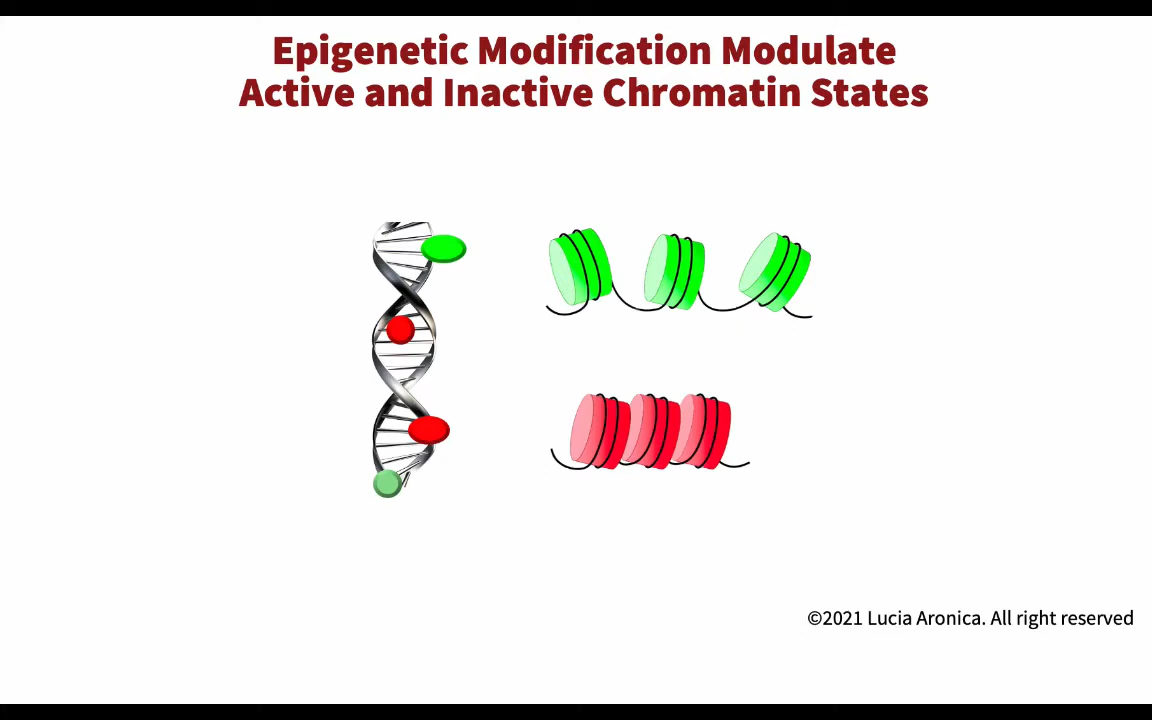 Epigenetic Modification Modulate
Active and Inactive Chromatin States
©2021 Lucia Aronica. All right reserved